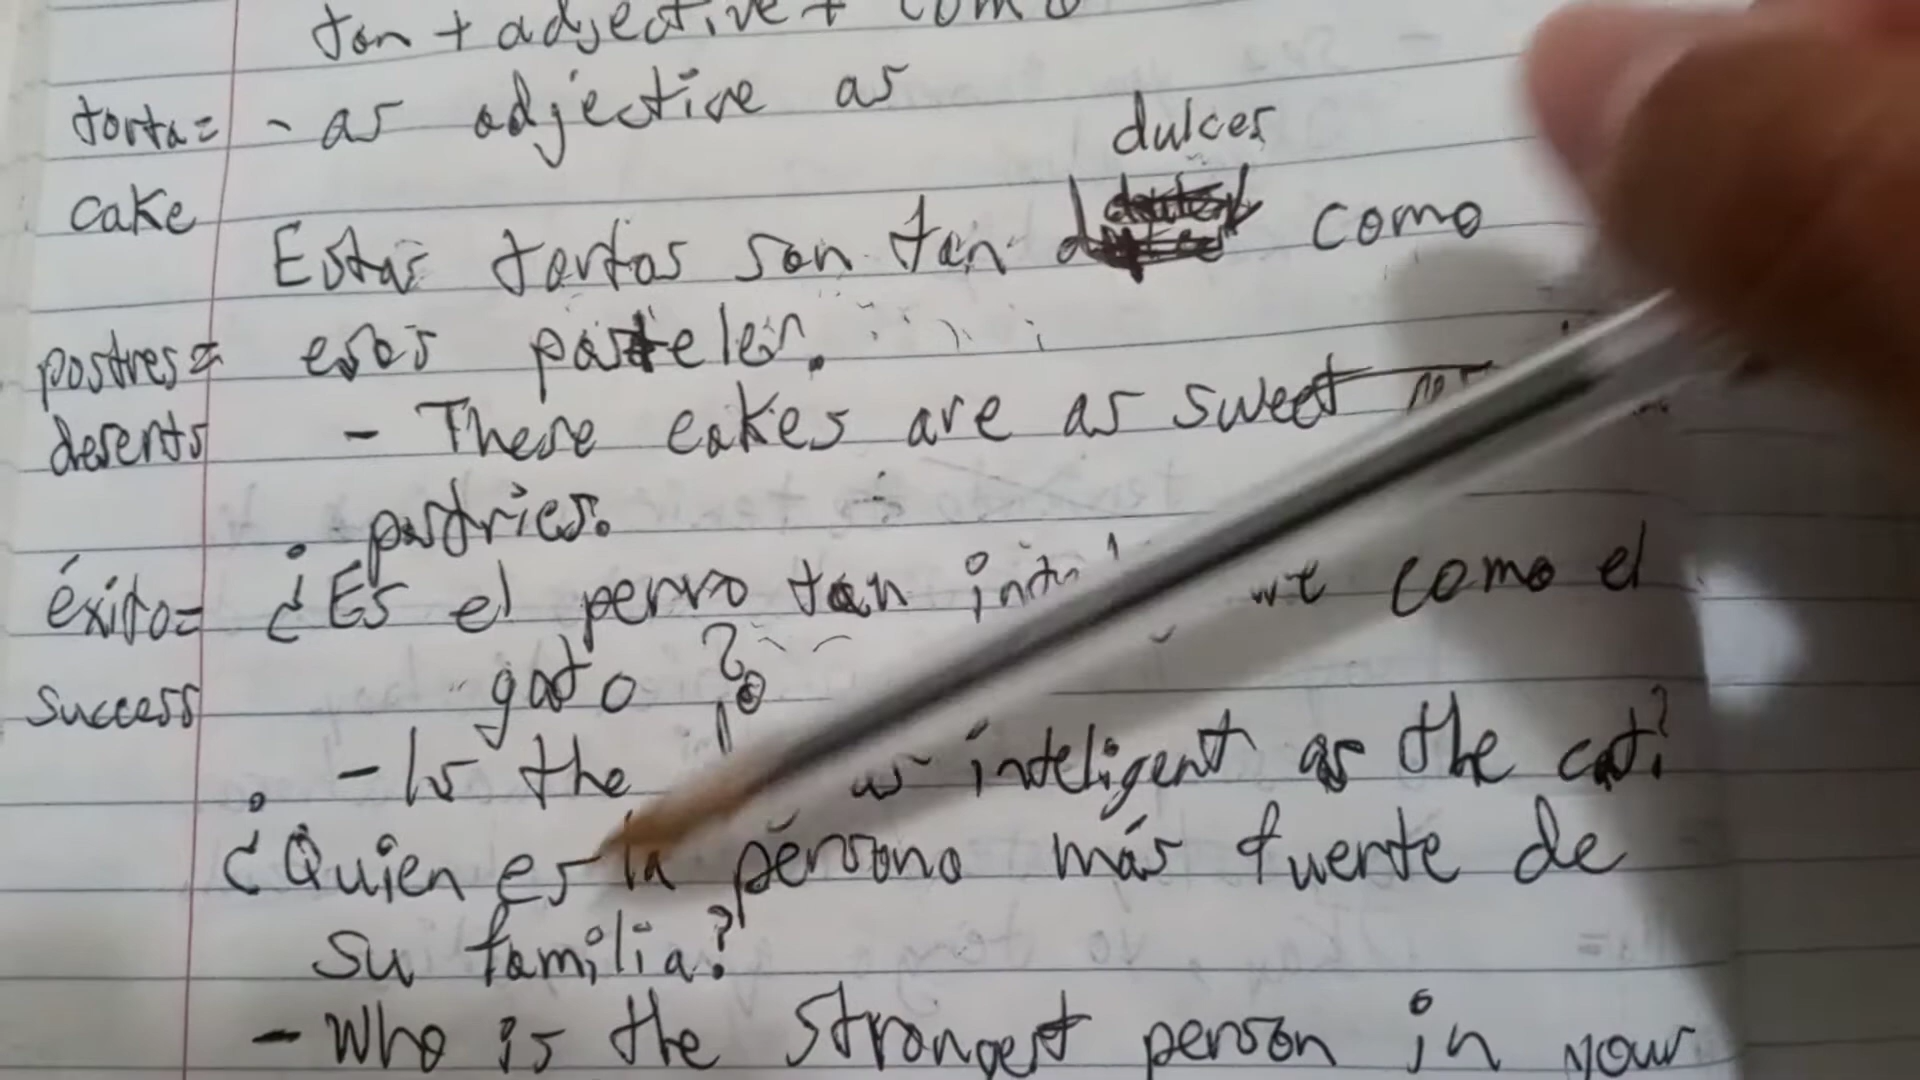 tan + adjective + como
torta = - as adjective as
dulces
cake
Estas tortas son tan como
postres = esos pasteles.
deserts - These cakes are as sweet
pastries.
éxito = ¿Es el perro tan como el
gato?
success
- Is the as inteligent as the cat?
¿Quien es la persona más fuerte de
su familia?
- Who is the strongest person in your